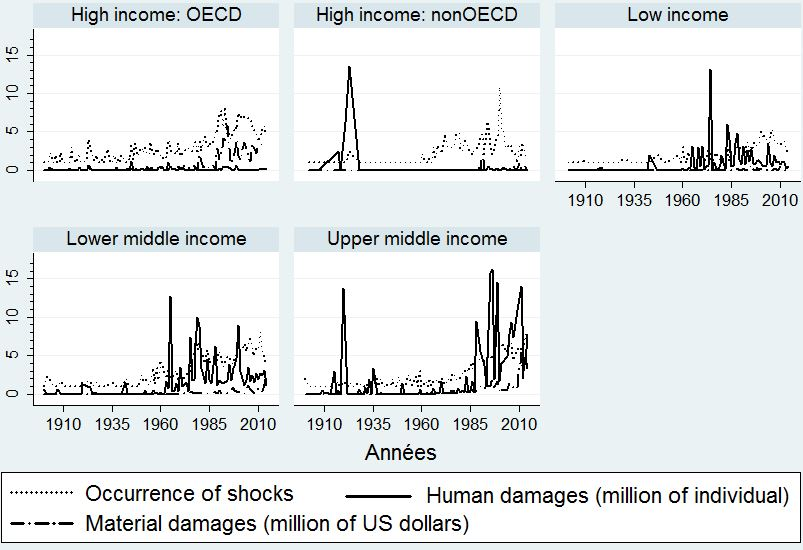 High income: OECD High income: nonOECD Low income
15
10
5
0
1910 1935 1960 1985 2010
Lower middle income Upper middle income
15
10
5
0
1910 1935 1960 1985 2010 1910 1935 1960 1985 2010
Années
Occurrence of shocks Human damages (million of individual)
Material damages (million of US dollars)